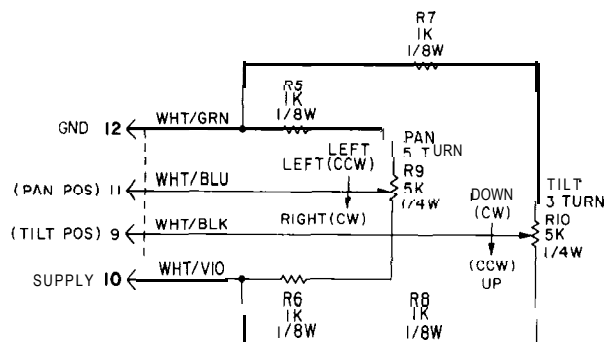 R7
1K
1/8W
R5
1K
1/8W
GND 12
WHT/GRN
PAN
5 TURN
LEFT
LEFT(CCW)
R9
5K
1/4W
(PAN POS) 11
WHT/BLU
RIGHT(CW)
DOWN
(CW)
TILT
3 TURN
R10
5K
1/4W
(TILT POS) 9
WHT/BLK
(CCW)
UP
SUPPLY 10
WHT/VIO
R6
1K
1/8W
R8
1K
1/8W